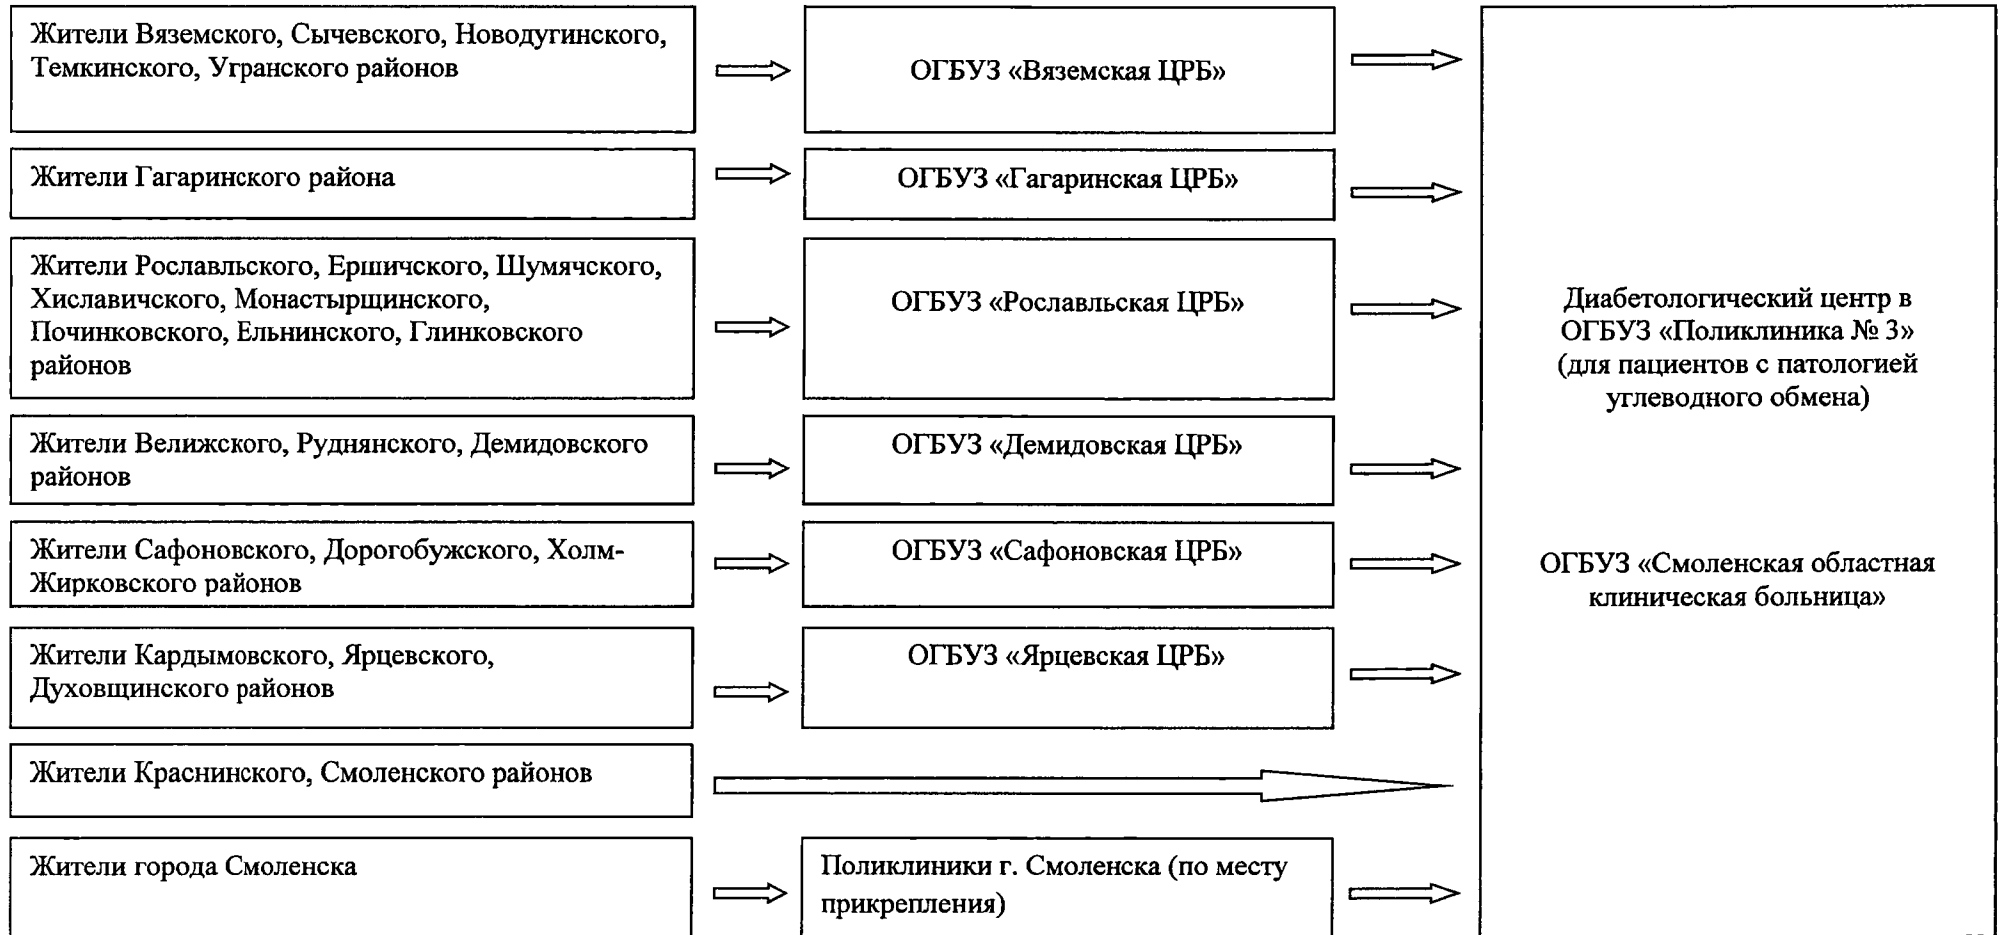 Жители Вяземского, Сычевского, Новодугинского,
Темкинского, Угранского районов
ОГБУЗ «Вяземская ЦРБ»
Жители Гагаринского района
ОГБУЗ «Гагаринская ЦРБ»
Жители Рославльского, Ершичского, Шумячского,
Хиславичского, Монастырщинского,
Починковского, Ельнинского, Глинковского
районов
ОГБУЗ «Рославльская ЦРБ»
Жители Велижского, Руднянского, Демидовского
районов
ОГБУЗ «Демидовская ЦРБ»
Жители Сафоновского, Дорогобужского, Холм-
Жирковского районов
ОГБУЗ «Сафоновская ЦРБ»
Жители Кардымовского, Ярцевского,
Духовщинского районов
ОГБУЗ «Ярцевская ЦРБ»
Жители Краснинского, Смоленского районов
Жители города Смоленска
Поликлиники г. Смоленска (по месту
прикрепления)
Диабетологический центр в
ОГБУЗ «Поликлиника № 3»
(для пациентов с патологией
углеводного обмена)
ОГБУЗ «Смоленская областная
клиническая больница»